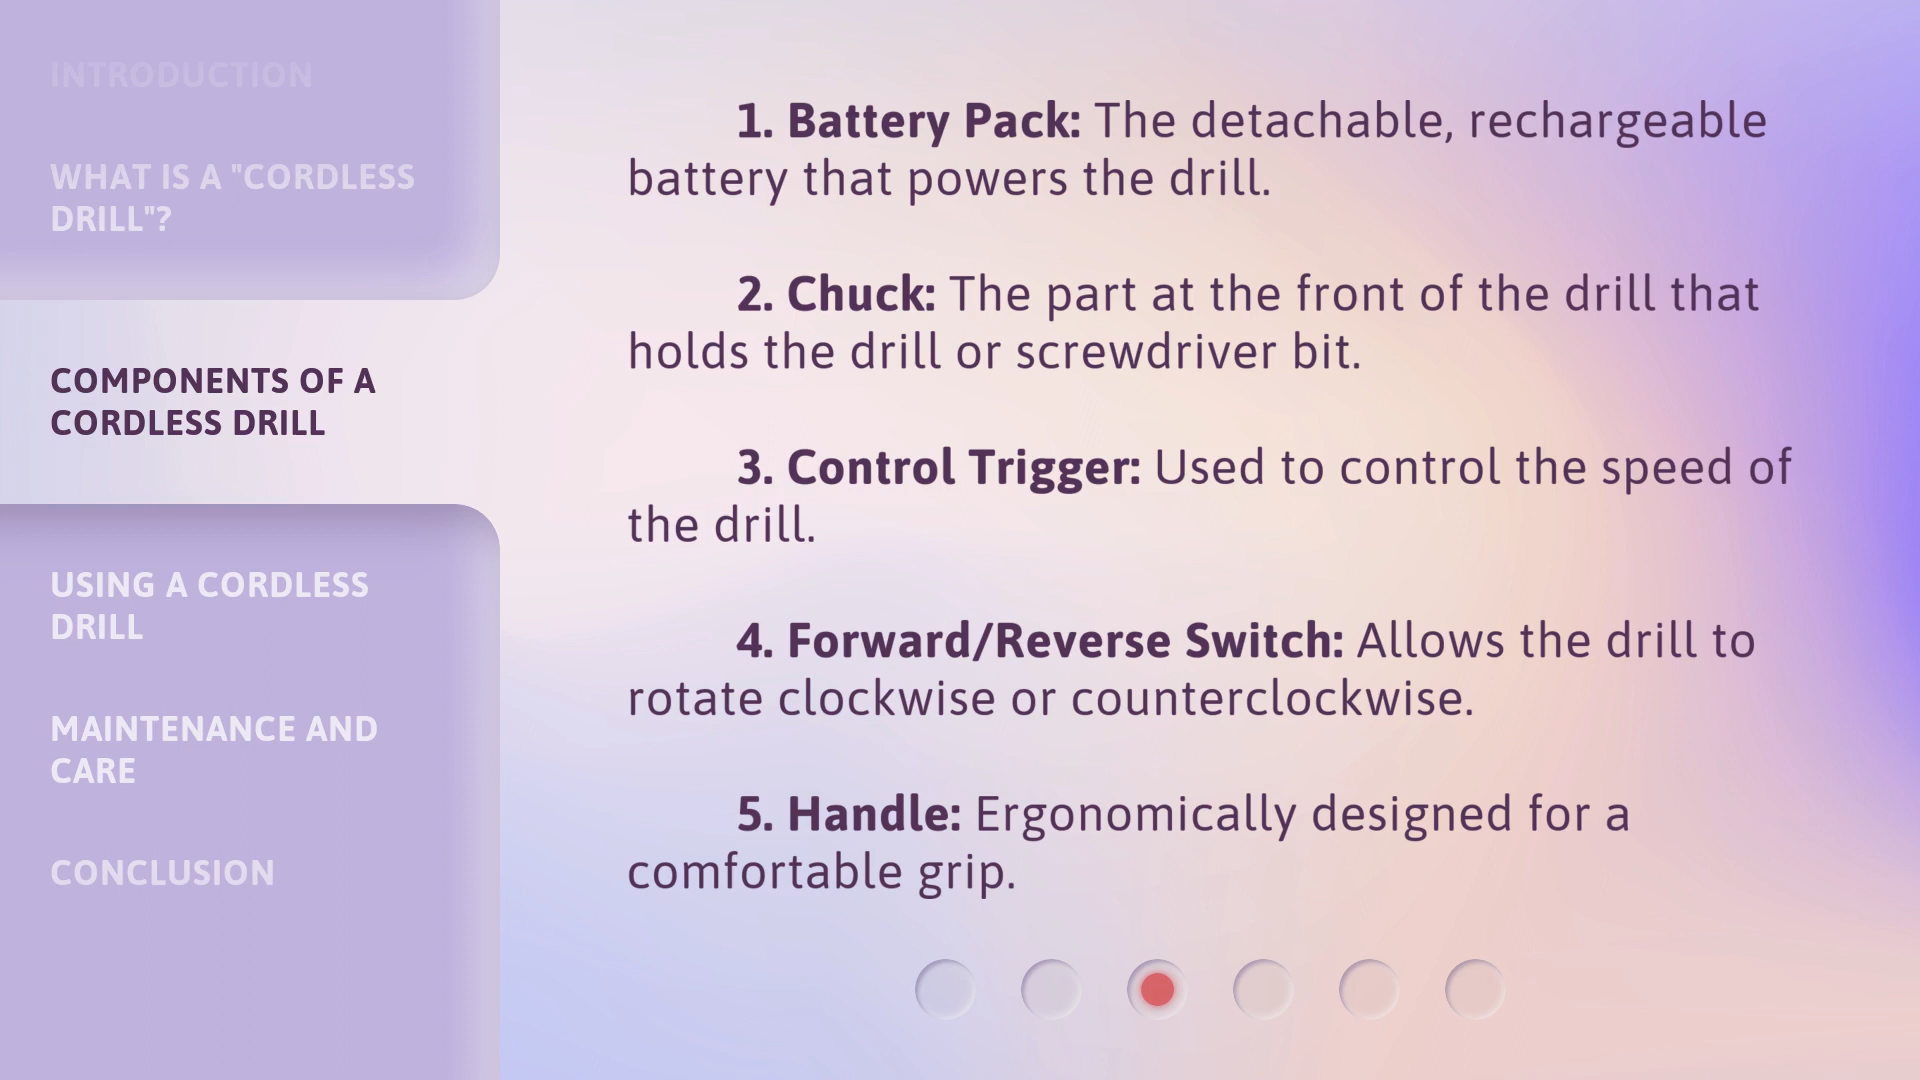 INTRODUCTION
WHAT IS A "CORDLESS
DRILL"?
COMPONENTS OF A
CORDLESS DRILL
USING A CORDLESS
DRILL
MAINTENANCE AND
CARE
CONCLUSION
1. Battery Pack: The detachable, rechargeable
battery that powers the drill.
2. Chuck: The part at the front of the drill that
holds the drill or screwdriver bit.
3. Control Trigger: Used to control the speed of
the drill.
4. Forward/Reverse Switch: Allows the drill to
rotate clockwise or counterclockwise.
5. Handle: Ergonomically designed for a
comfortable grip.